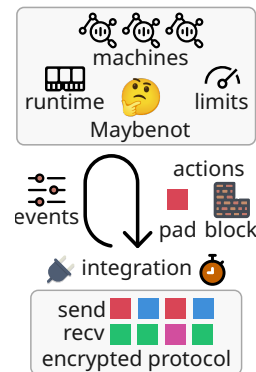 machines
runtime limits
Maybenot
actions
events
pad block
integration
send
recv
encrypted protocol